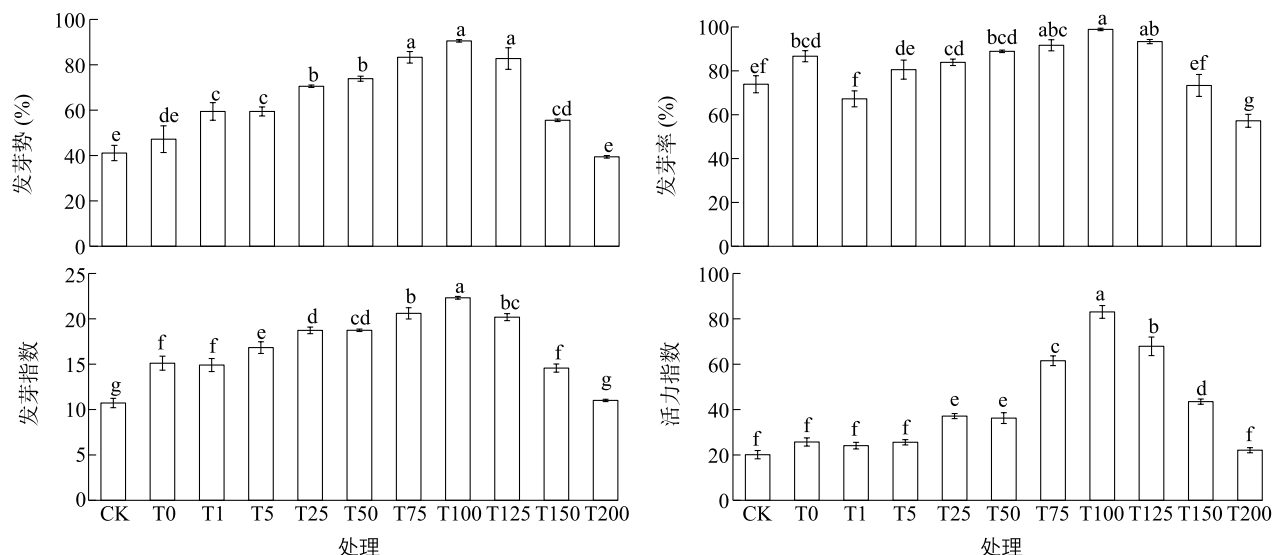 100
80
60
40
20
0
发芽势 (%)
e
de
c
c
b
b
a
a
a
cd
e
100
80
60
40
20
0
发芽率 (%)
ef
bcd
f
de
cd
bcd
abc
a
ab
ef
g
25
20
15
10
5
0
发芽指数
g
f
f
e
d
cd
b
a
bc
f
g
CK T0 T1 T5 T25 T50 T75 T100 T125 T150 T200
处理
100
80
60
40
20
0
活力指数
f
f
f
f
e
e
c
a
b
d
f
CK T0 T1 T5 T25 T50 T75 T100 T125 T150 T200
处理